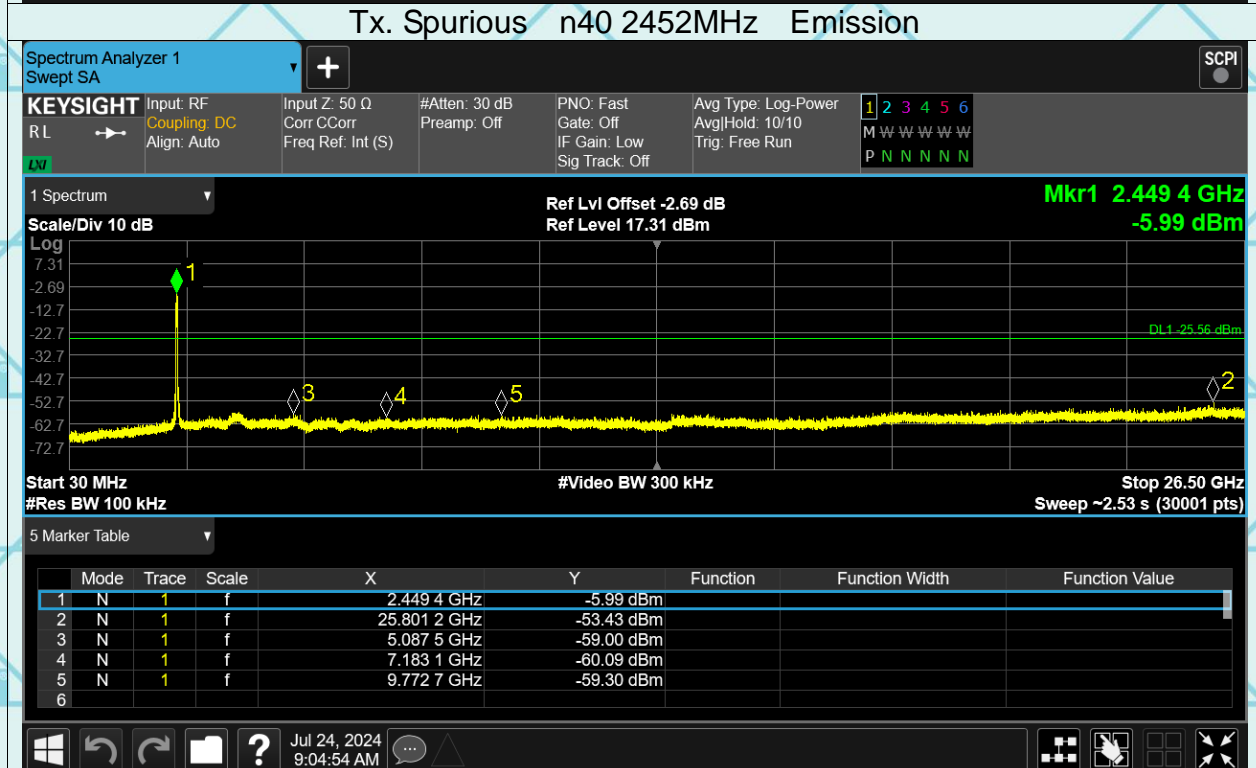 Tx. Spurious n40 2452MHz Emission
Spectrum Analyzer 1
Swept SA
+
SCPI
KEYSIGHT
R L
LXI
Input: RF
Coupling: DC
Align: Auto
Input Z: 50 Ω
Corr CCorr
Freq Ref: Int (S)
#Atten: 30 dB
Preamp: Off
PNO: Fast
Gate: Off
IF Gain: Low
Sig Track: Off
Avg Type: Log-Power
Avg|Hold: 10/10
Trig: Free Run
1 2 3 4 5 6
M W W W W W
P N N N N N
1 Spectrum
Scale/Div 10 dB
Ref Lvl Offset -2.69 dB
Ref Level 17.31 dBm
Mkr1 2.449 4 GHz
-5.99 dBm
Log
7.31
-2.69
-12.7
-22.7
-32.7
-42.7
-52.7
-62.7
-72.7
1
DL1 -25.56 dBm
2
3
4
5
Start 30 MHz
#Res BW 100 kHz
#Video BW 300 kHz
Stop 26.50 GHz
Sweep ~2.53 s (30001 pts)
5 Marker Table
Mode Trace Scale X Y Function Function Width Function Value
1 N 1 f 2.449 4 GHz -5.99 dBm
2 N 1 f 25.801 2 GHz -53.43 dBm
3 N 1 f 5.087 5 GHz -59.00 dBm
4 N 1 f 7.183 1 GHz -60.09 dBm
5 N 1 f 9.772 7 GHz -59.30 dBm
6
?
Jul 24, 2024
9:04:54 AM